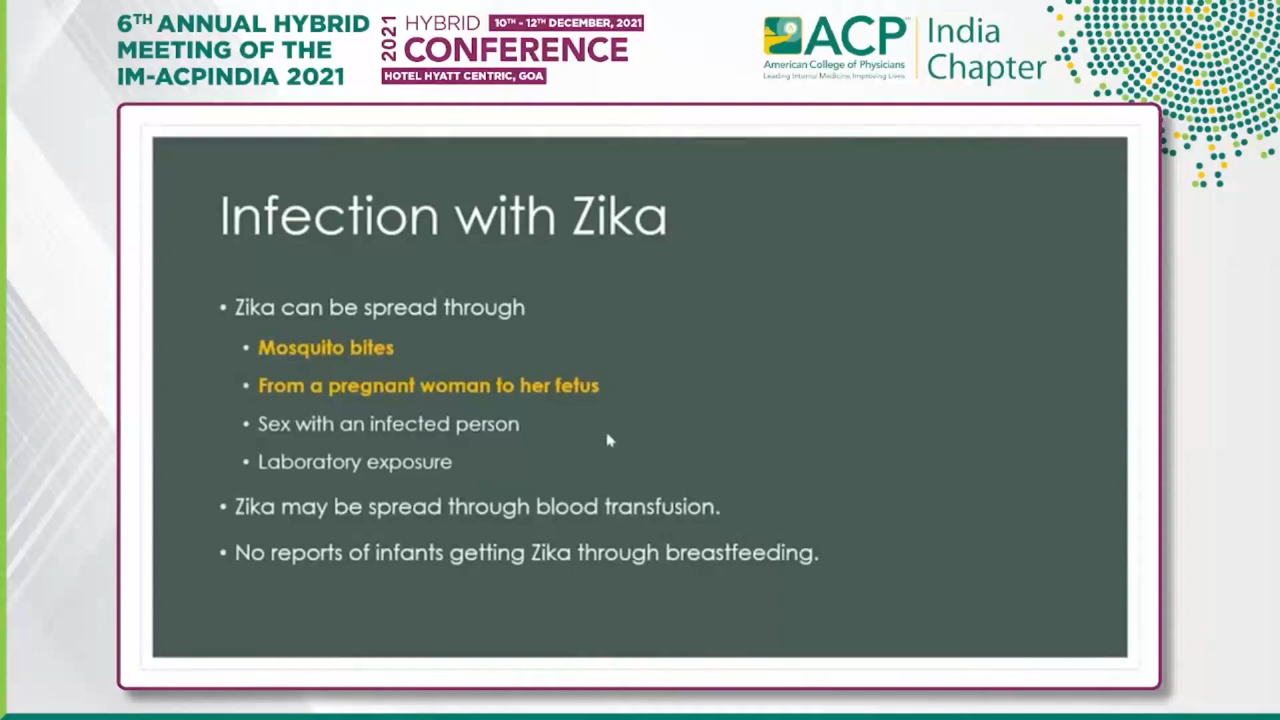 6TH ANNUAL HYBRID
MEETING OF THE
IM-ACPINDIA 2021
2021
HYBRID
10TH - 12TH DECEMBER, 2021
CONFERENCE
HOTEL HYATT CENTRIC, GOA
ACP
American College of Physicians
Leading Internal Medicine, Improving Lives
India
Chapter
Infection with Zika
• Zika can be spread through
• Mosquito bites
• From a pregnant woman to her fetus
• Sex with an infected person
• Laboratory exposure
• Zika may be spread through blood transfusion.
• No reports of infants getting Zika through breastfeeding.